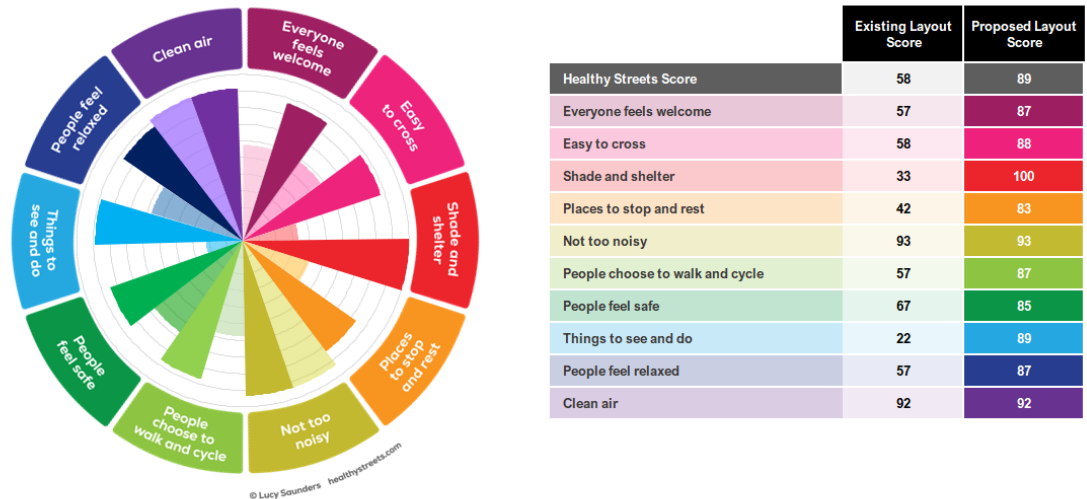 Clean air
Everyone
feels
welcome
Easy
to cross
Shade and
shelter
Places
to stop
and rest
Not too
noisy
People
choose to
walk and cycle
People
feel safe
Things to
see and do
People feel
relaxed
© Lucy Saunders healthystreets.com
Existing Layout Score Proposed Layout Score
Healthy Streets Score 58 89
Everyone feels welcome 57 87
Easy to cross 58 88
Shade and shelter 33 100
Places to stop and rest 42 83
Not too noisy 93 93
People choose to walk and cycle 57 87
People feel safe 67 85
Things to see and do 22 89
People feel relaxed 57 87
Clean air 92 92